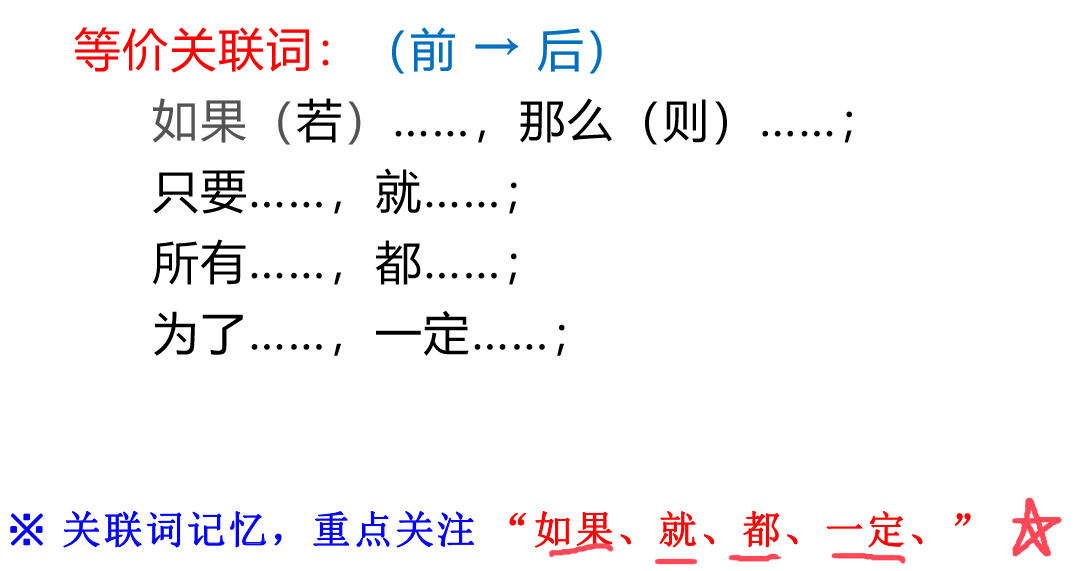 等价关联词：（前 → 后）
如果（若）……，那么（则）……；
只要……，就……；
所有……，都……；
为了……，一定……；
※ 关联词记忆，重点关注 “如果、就、都、一定、”